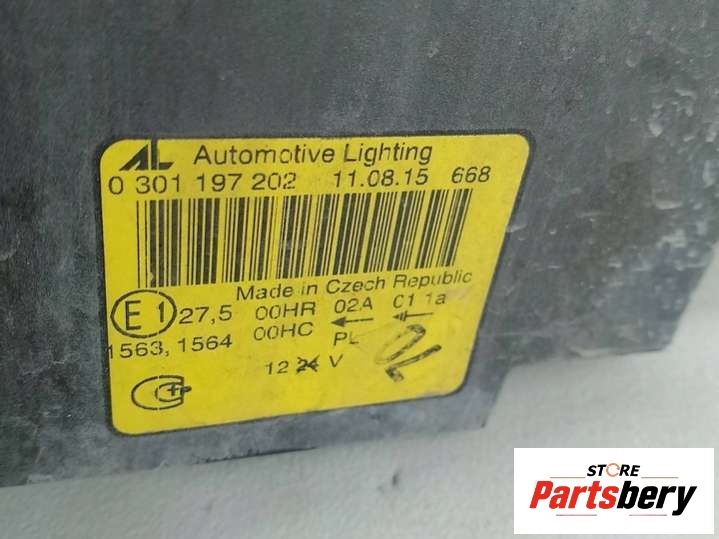 AL Automotive Lighting
0 301 197 202 11.08.15 668
Made in Czech Republic
E1 27,5 00HR 02A 01 1a
1563, 1564 00HC ← ←
PL
12 24 V
STORE
Partsbery